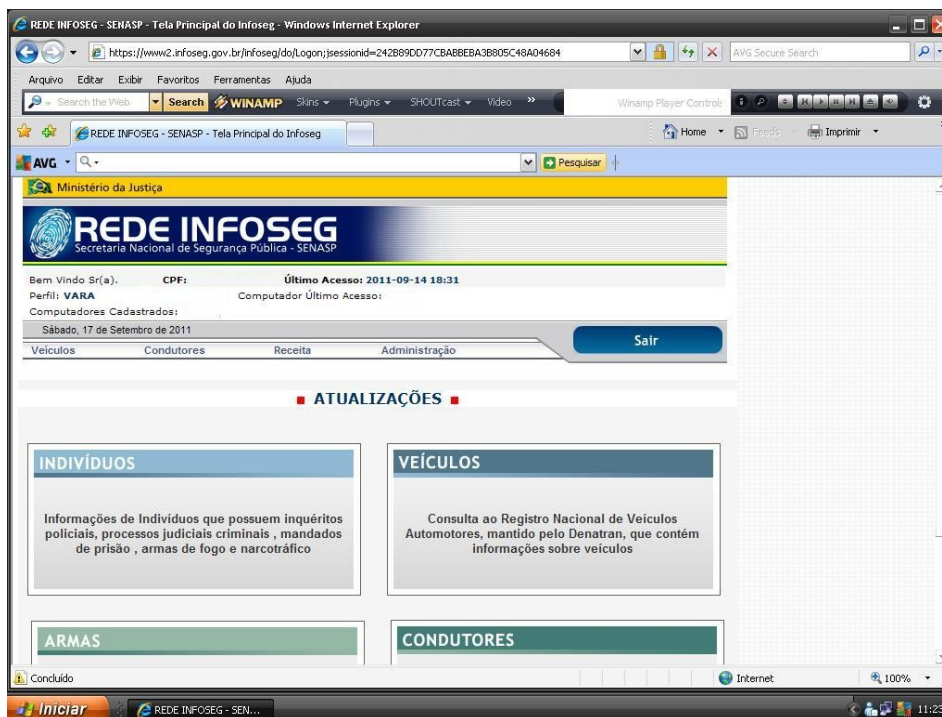 REDE INFOSEG - SENASP - Tela Principal do Infoseg - Windows Internet Explorer
https://www2.infoseg.gov.br/infoseg/do/Logon;jsessionid=242B89DD77CBABBEBA3B805C48A04684
AVG Secure Search
Arquivo Editar Exibir Favoritos Ferramentas Ajuda
Search the Web Search WINAMP Skins Plugins SHOUTcast Video » Winamp Player Controls
REDE INFOSEG - SENASP - Tela Principal do Infoseg Home Feeds Imprimir
AVG Pesquisar
Ministério da Justiça
REDE INFOSEG
Secretaria Nacional de Segurança Pública - SENASP
Bem Vindo Sr(a). CPF: Último Acesso: 2011-09-14 18:31
Perfil: VARA Computador Último Acesso:
Computadores Cadastrados:
Sábado, 17 de Setembro de 2011
Sair
Veículos Condutores Receita Administração
ATUALIZAÇÕES
INDIVÍDUOS
Informações de Indivíduos que possuem inquéritos
policiais, processos judiciais criminais , mandados
de prisão , armas de fogo e narcotráfico
VEÍCULOS
Consulta ao Registro Nacional de Veículos
Automotores, mantido pelo Denatran, que contém
informações sobre veículos
ARMAS
CONDUTORES
Concluído Internet 100%
Iniciar REDE INFOSEG - SEN... 11:23